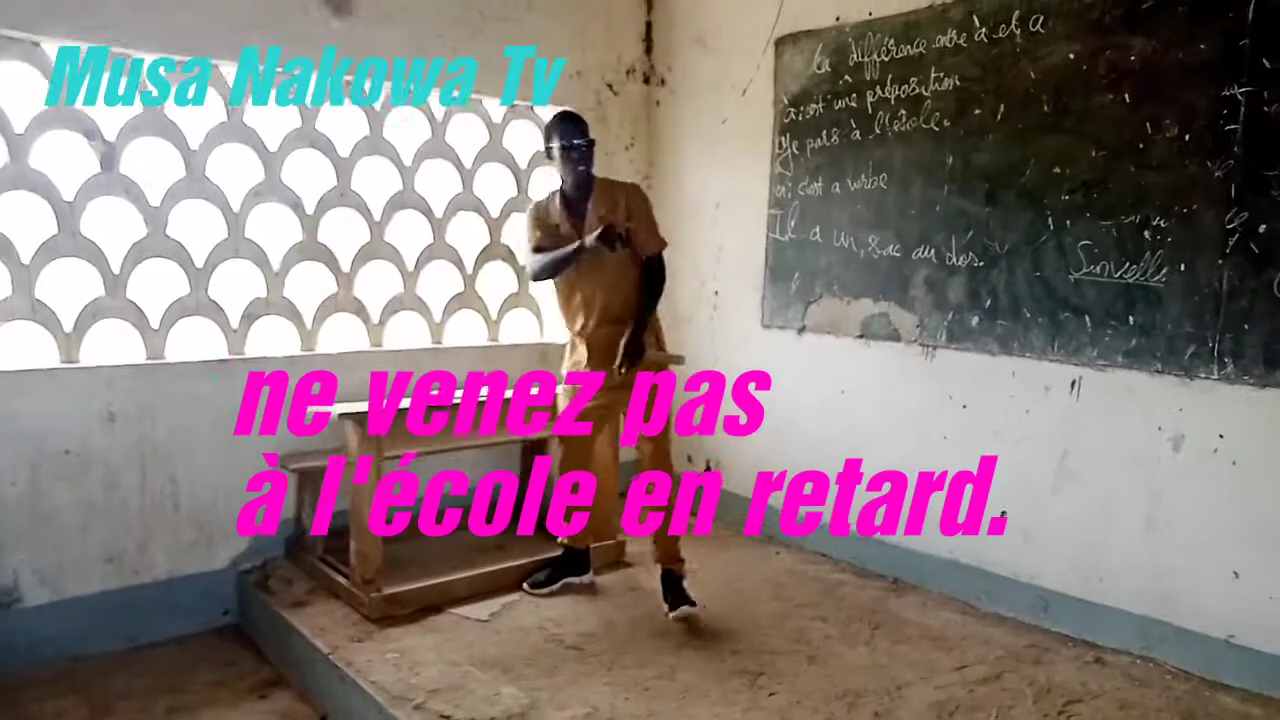 Musa Nakowa Tv
la différence entre à et a
à: est une préposition
Je pars à l'école.
a: c'est a verbe
Il a un sac au dos.
ne venez pas
à l'école en retard.